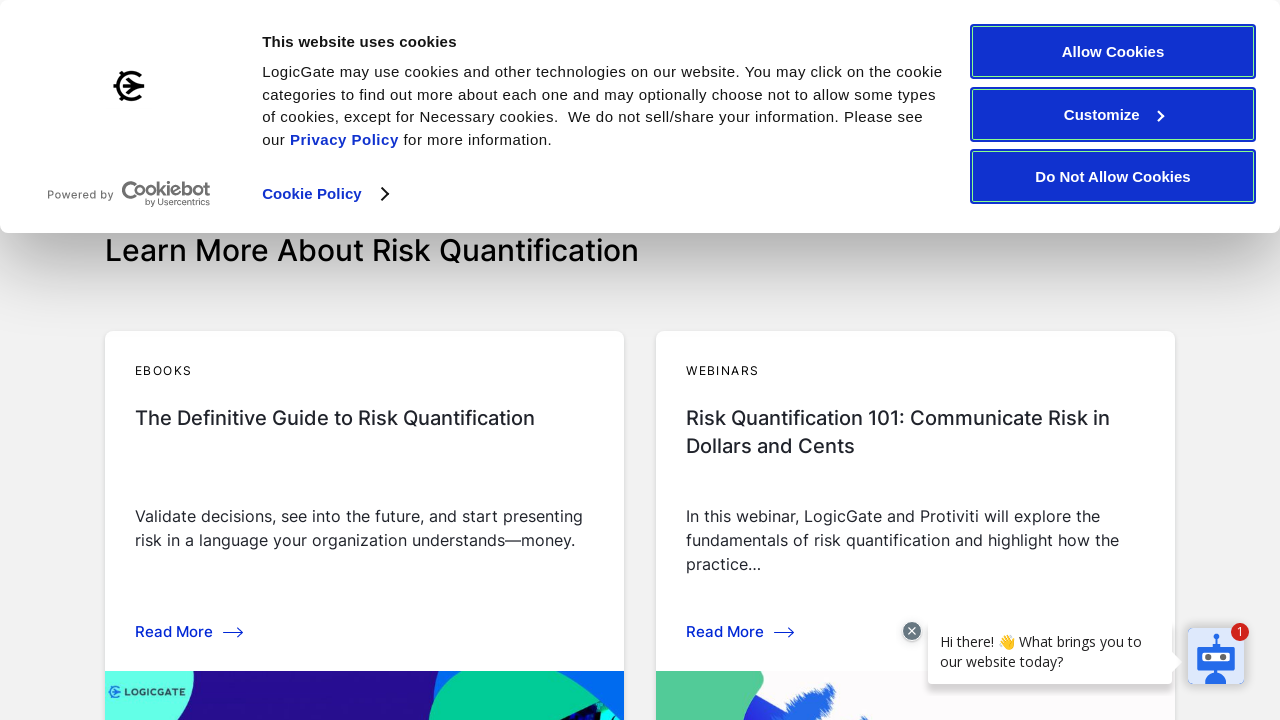 This website uses cookies
LogicGate may use cookies and other technologies on our website. You may click on the cookie
categories to find out more about each one and may optionally choose not to allow some types
of cookies, except for Necessary cookies.  We do not sell/share your information. Please see
our Privacy Policy for more information.
Cookie Policy
Powered by Cookiebot
by Usercentrics
Allow Cookies
Customize
Do Not Allow Cookies
Learn More About Risk Quantification
EBOOKS
The Definitive Guide to Risk Quantification
Validate decisions, see into the future, and start presenting
risk in a language your organization understands—money.
Read More
LOGICGATE
WEBINARS
Risk Quantification 101: Communicate Risk in
Dollars and Cents
In this webinar, LogicGate and Protiviti will explore the
fundamentals of risk quantification and highlight how the
practice...
Read More
Hi there! 👋 What brings you to
our website today?
1